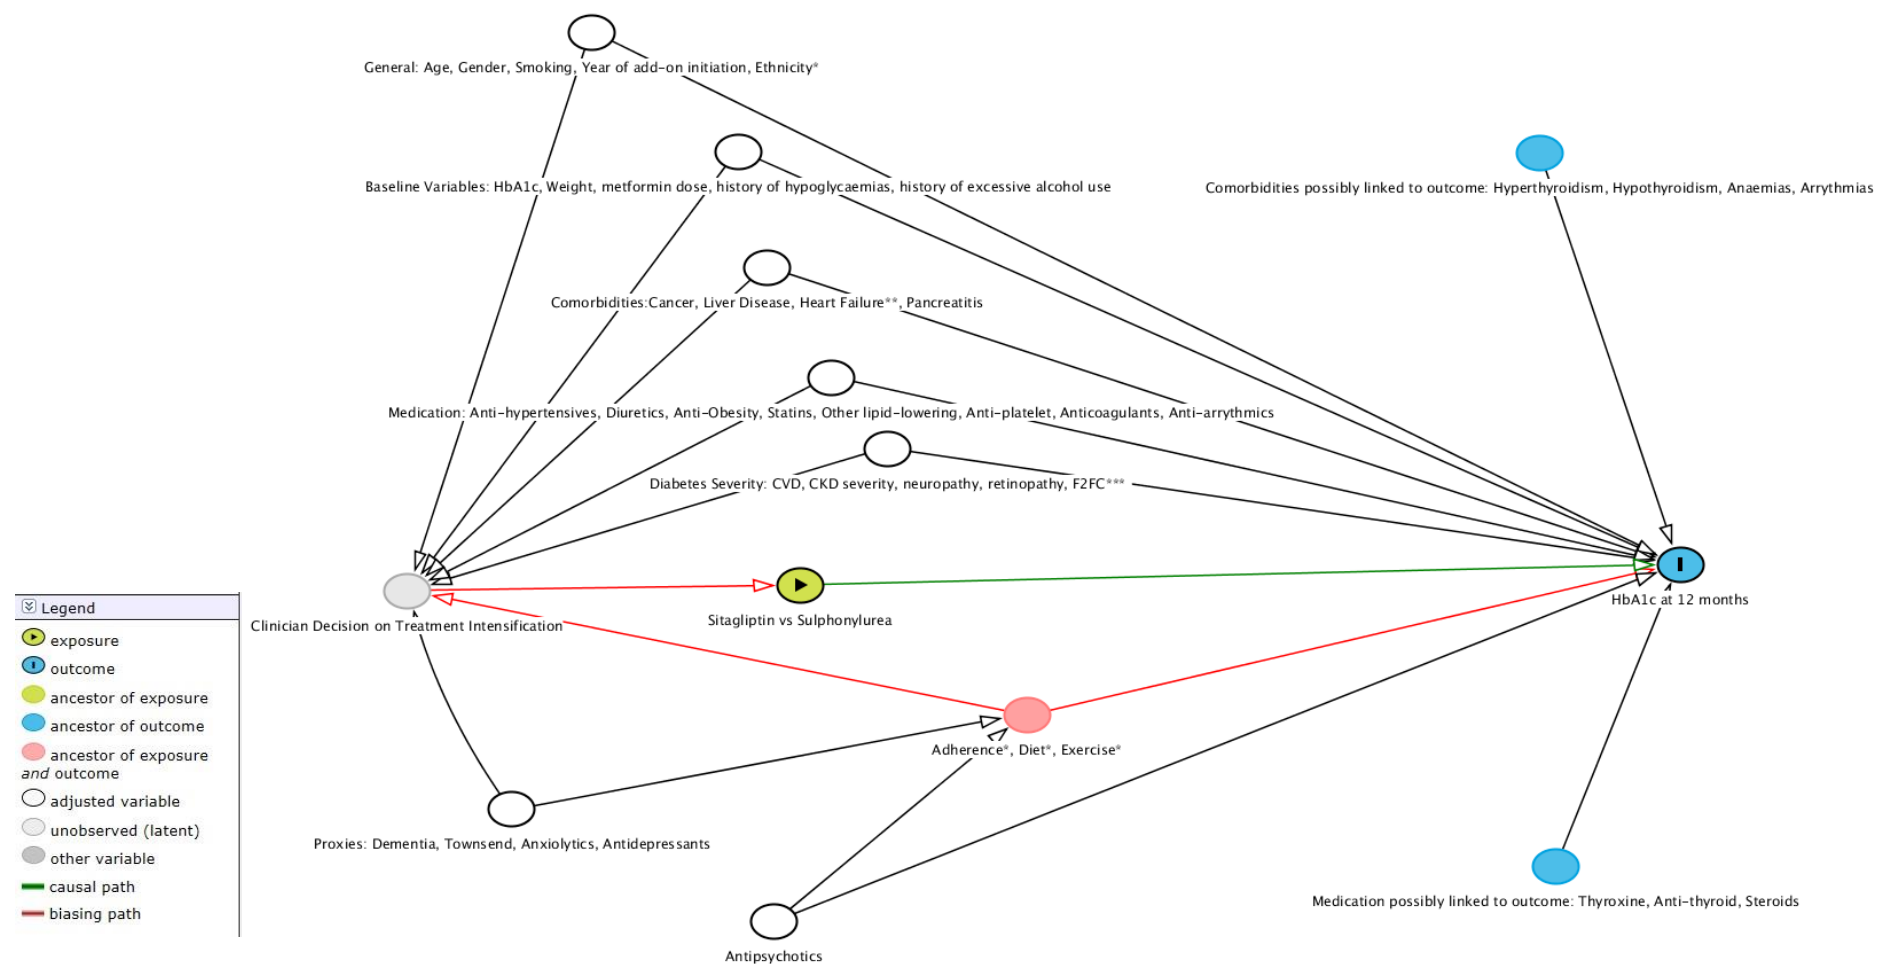 General: Age, Gender, Smoking, Year of add-on initiation, Ethnicity*
Baseline Variables: HbA1c, Weight, metformin dose, history of hypoglycaemias, history of excessive alcohol use
Comorbidities possibly linked to outcome: Hyperthyroidism, Hypothyroidism, Anaemias, Arrythmias
Comorbidities:Cancer, Liver Disease, Heart Failure**, Pancreatitis
Medication: Anti-hypertensives, Diuretics, Anti-Obesity, Statins, Other lipid-lowering, Anti-platelet, Anticoagulants, Anti-arrythmics
Diabetes Severity: CVD, CKD severity, neuropathy, retinopathy, F2FC***
HbA1c at 12 months
Sitagliptin vs Sulphonylurea
Clinician Decision on Treatment Intensification
Adherence*, Diet*, Exercise*
Proxies: Dementia, Townsend, Anxiolytics, Antidepressants
Medication possibly linked to outcome: Thyroxine, Anti-thyroid, Steroids
Antipsychotics
Legend
exposure
outcome
ancestor of exposure
ancestor of outcome
ancestor of exposure
and outcome
adjusted variable
unobserved (latent)
other variable
causal path
biasing path